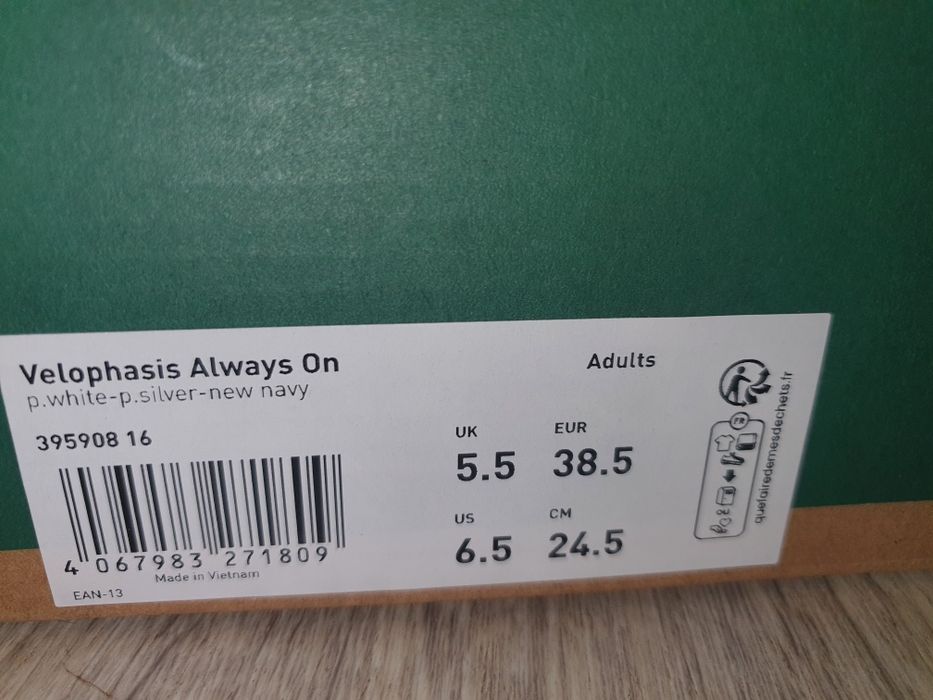 Velophasis Always On
p.white-p.silver-new navy
395908 16
4 067983 271809
Made in Vietnam
EAN-13
Adults
UK EUR
5.5 38.5
US CM
6.5 24.5
FR
quefairedemesdechets.fr